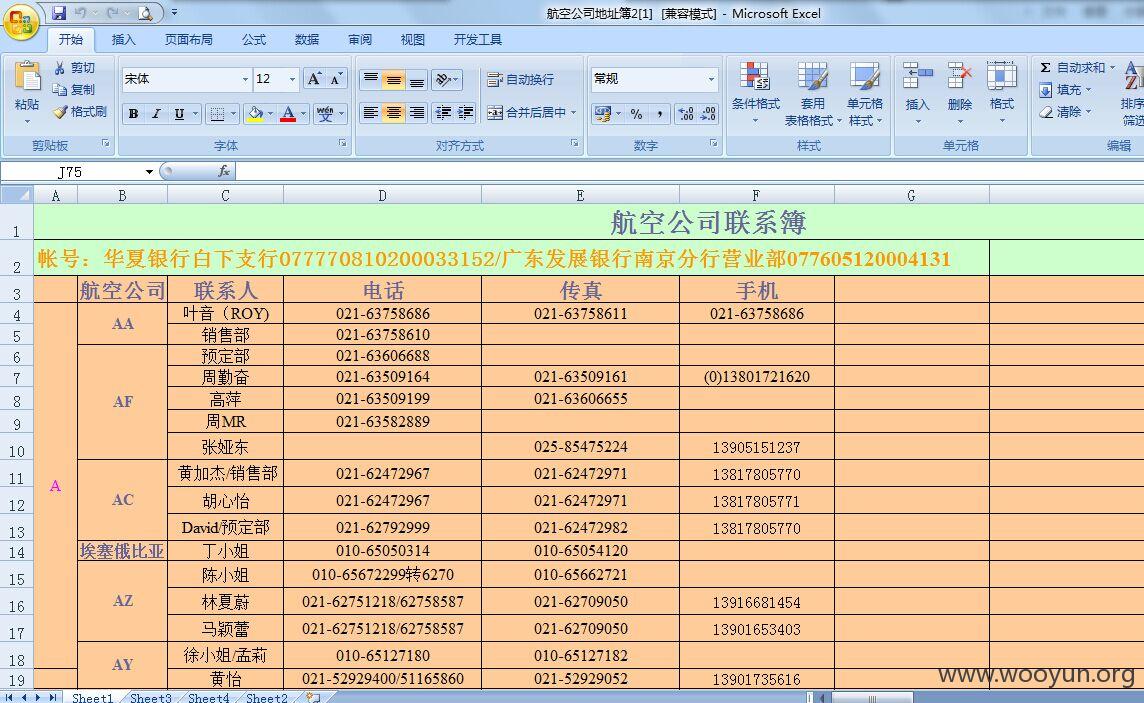 航空公司地址簿2[1] [兼容模式] - Microsoft Excel
开始 插入 页面布局 公式 数据 审阅 视图 开发工具
剪切
宋体 12 A A 自动换行 常规 Σ 自动求和
粘贴 复制 条件格式 套用 单元格 插入 删除 格式 填充 排序
格式刷 B I U A 合并后居中 % , 表格格式 样式 清除 筛选
剪贴板 字体 对齐方式 数字 样式 单元格 编辑
J75 fx
A B C D E F G
1 航空公司联系簿
2 帐号：华夏银行白下支行077770810200033152/广东发展银行南京分行营业部077605120004131
3 航空公司 联系人 电话 传真 手机
4 AA 叶音（ROY) 021-63758686 021-63758611 021-63758686
5 销售部 021-63758610
6 预定部 021-63606688
7 周勤奋 021-63509164 021-63509161 (0)13801721620
8 AF 高萍 021-63509199 021-63606655
9 周MR 021-63582889
10 张娅东 025-85475224 13905151237
11 A 黄加杰/销售部 021-62472967 021-62472971 13817805770
12 AC 胡心怡 021-62472967 021-62472971 13817805771
13 David/预定部 021-62792999 021-62472982 13817805770
14 埃塞俄比亚 丁小姐 010-65050314 010-65054120
15 陈小姐 010-65672299转6270 010-65662721
16 AZ 林夏蔚 021-62751218/62758587 021-62709050 13916681454
17 马颖蕾 021-62751218/62758587 021-62709050 13901653403
18 AY 徐小姐/孟莉 010-65127180 010-65127182
19 黄怡 021-52929400/51165860 021-52929052 13901735616
www.wooyun.org
Sheet1 Sheet3 Sheet4 Sheet2